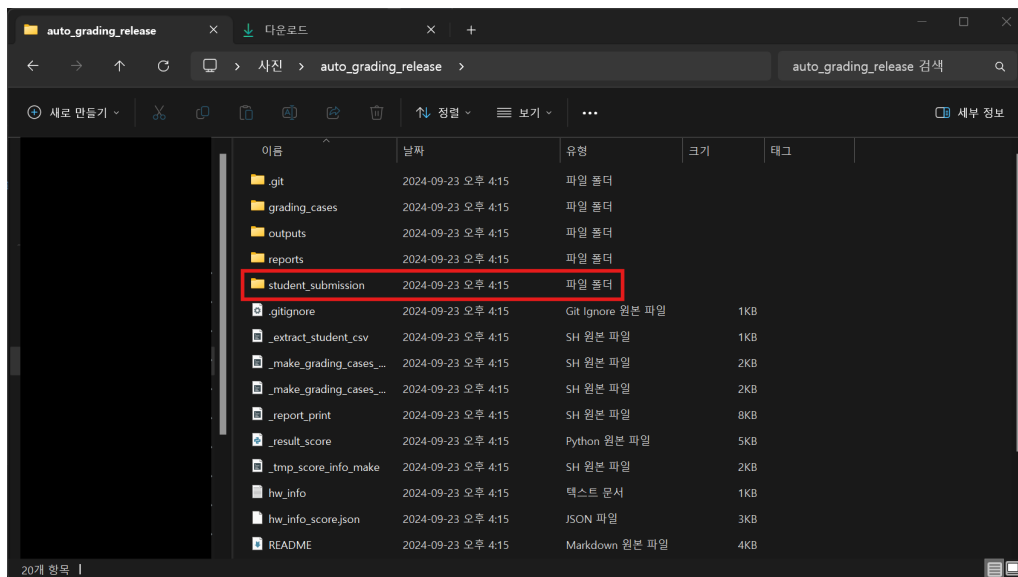 auto_grading_release
다운로드
사진 > auto_grading_release >
auto_grading_release 검색
새로 만들기
정렬
보기
세부 정보
이름 날짜 유형 크기 태그
.git 2024-09-23 오후 4:15 파일 폴더
grading_cases 2024-09-23 오후 4:15 파일 폴더
outputs 2024-09-23 오후 4:15 파일 폴더
reports 2024-09-23 오후 4:15 파일 폴더
student_submission 2024-09-23 오후 4:15 파일 폴더
.gitignore 2024-09-23 오후 4:15 Git Ignore 원본 파일 1KB
_extract_student_csv 2024-09-23 오후 4:15 SH 원본 파일 1KB
_make_grading_cases_... 2024-09-23 오후 4:15 SH 원본 파일 2KB
_make_grading_cases_... 2024-09-23 오후 4:15 SH 원본 파일 2KB
_report_print 2024-09-23 오후 4:15 SH 원본 파일 8KB
_result_score 2024-09-23 오후 4:15 Python 원본 파일 5KB
_tmp_score_info_make 2024-09-23 오후 4:15 SH 원본 파일 2KB
hw_info 2024-09-23 오후 4:15 텍스트 문서 1KB
hw_info_score.json 2024-09-23 오후 4:15 JSON 파일 3KB
README 2024-09-23 오후 4:15 Markdown 원본 파일 4KB
20개 항목